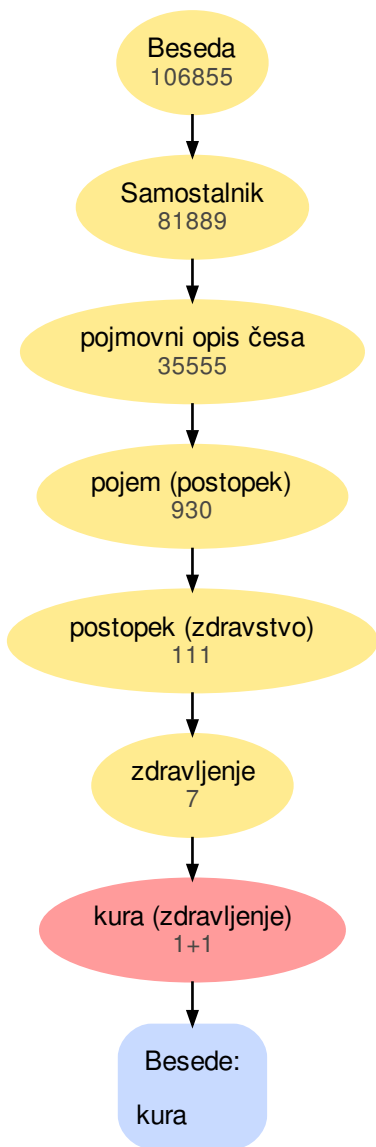 Beseda
106855
Samostalnik
81889
pojmovni opis česa
35555
pojem (postopek)
930
postopek (zdravstvo)
111
zdravljenje
7
kura (zdravljenje)
1+1
Besede:
kura